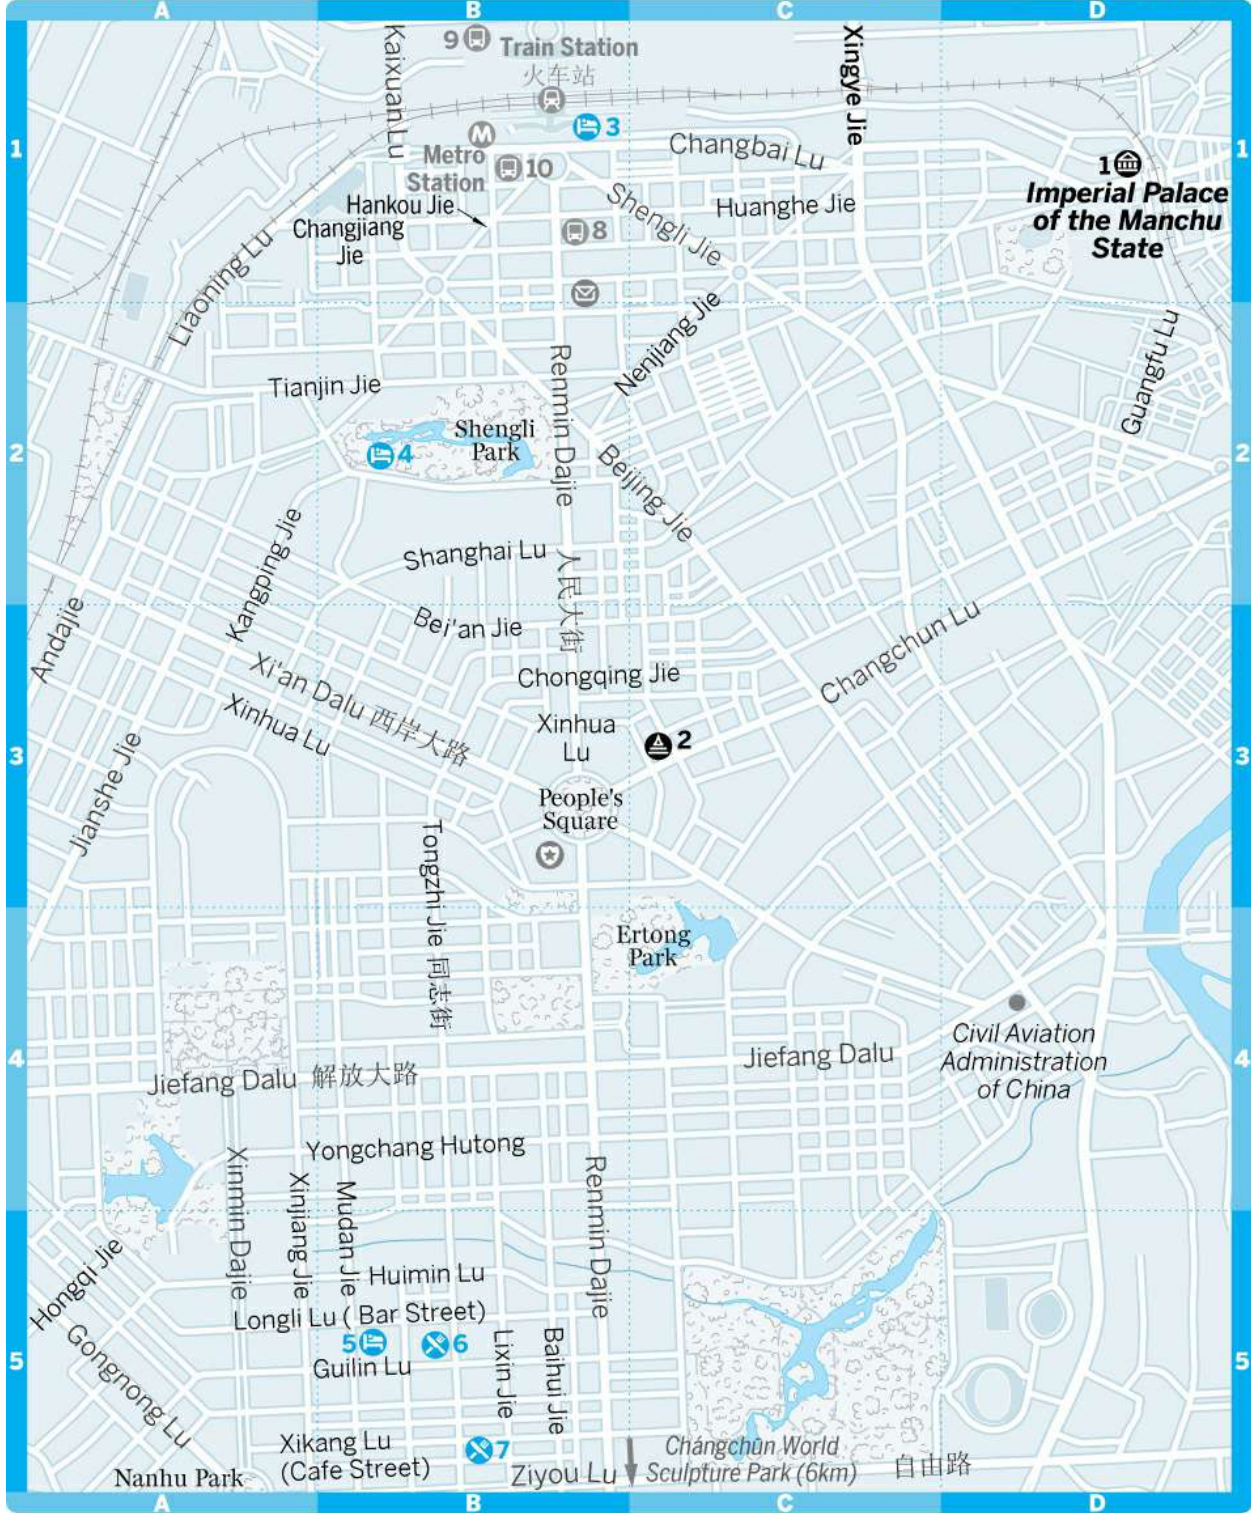 A
B
C
D
9
Train Station
火车站
Kaixuan Lu
Xingye Jie
1
1
M
3
Metro
Station
10
Changbai Lu
1
Imperial Palace
of the Manchu
State
Hankou Jie
Changjiang
Jie
8
Shengli Jie
Huanghe Jie
Liaoning Lu
Nenjiang Jie
Guangfu Lu
Renmin Dajie
Tianjin Jie
Shengli
Park
2
2
4
Beijing Jie
Kangping Jie
Shanghai Lu
人民大街
Andajie
Bei'an Jie
Changchun Lu
Xi'an Dalu 西岸大路
Chongqing Jie
Xinhua Lu
Xinhua
Lu
2
3
3
Jianshe Jie
People's
Square
Tongzhi Jie 同志街
Ertong
Park
Civil Aviation
Administration
of China
4
4
Jiefang Dalu 解放大路
Jiefang Dalu
Yongchang Hutong
Xinmin Dajie
Xinjiang Jie
Mudan Jie
Renmin Dajie
Hongqi Jie
Huimin Lu
Longli Lu (Bar Street)
5
6
5
5
Guilin Lu
Lixin Jie
Baihui Jie
Gongnong Lu
Xikang Lu
(Cafe Street)
7
Nanhu Park
Ziyou Lu
Chángchūn World
Sculpture Park (6km)
自由路
A
B
C
D